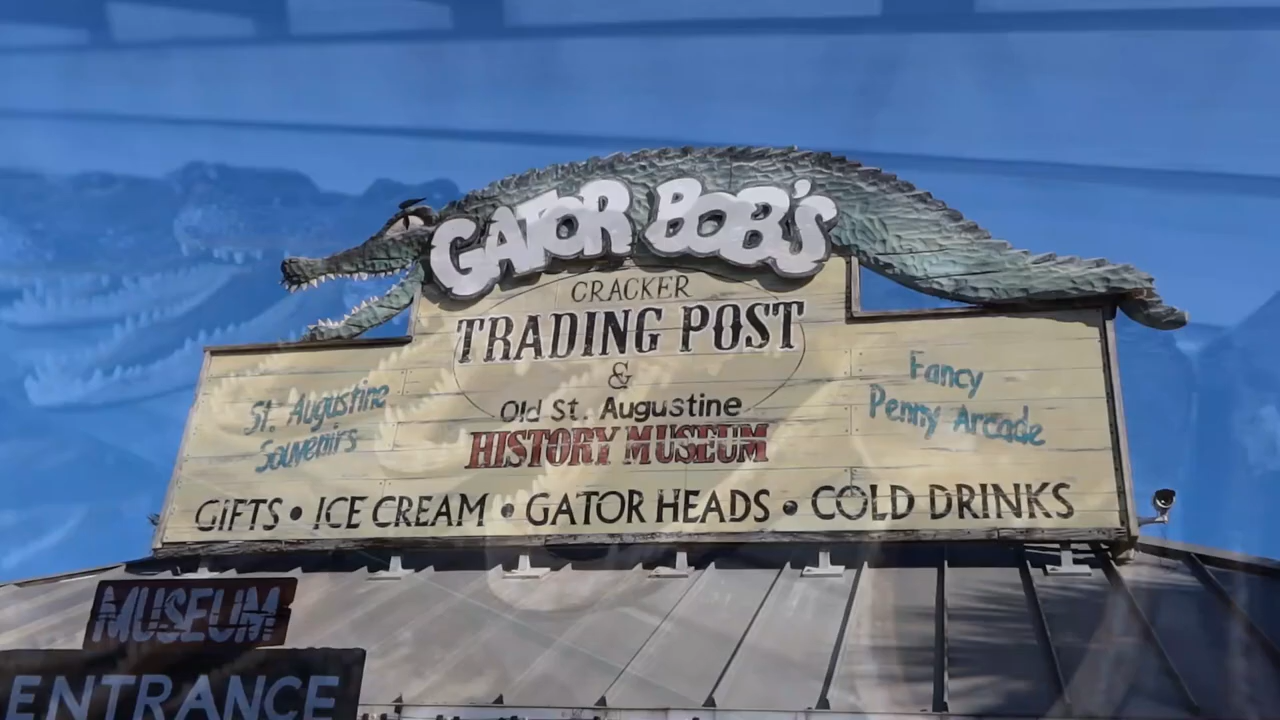 GATOR BOB'S
CRACKER
TRADING POST
&
Old St. Augustine
HISTORY MUSEUM
St. Augustine
Souvenirs
Fancy
Penny Arcade
GIFTS • ICE CREAM • GATOR HEADS • COLD DRINKS
MUSEUM
ENTRANCE